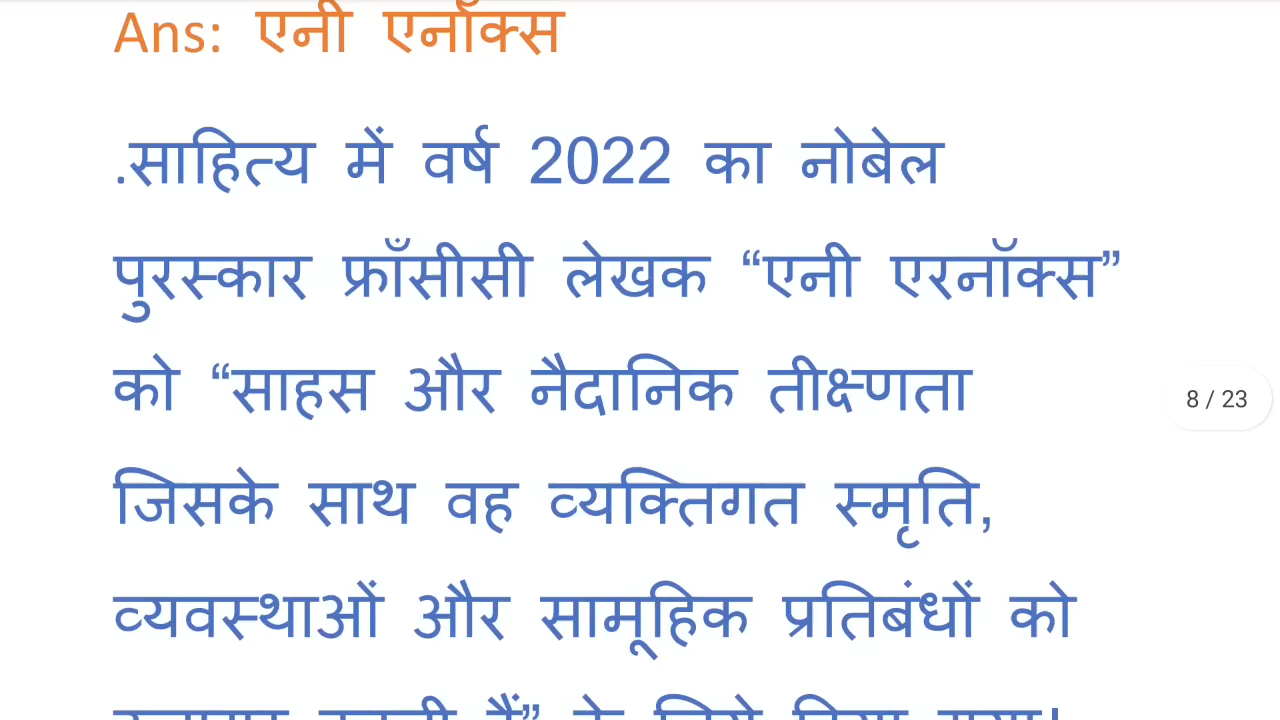 Ans: एनी एर्नॉक्स
.साहित्य में वर्ष 2022 का नोबेल
पुरस्कार फ्राँसीसी लेखक “एनी एरनॉक्स”
को “साहस और नैदानिक तीक्ष्णता
8 / 23
जिसके साथ वह व्यक्तिगत स्मृति,
व्यवस्थाओं और सामूहिक प्रतिबंधों को
हैं” के लिये दिया गया।